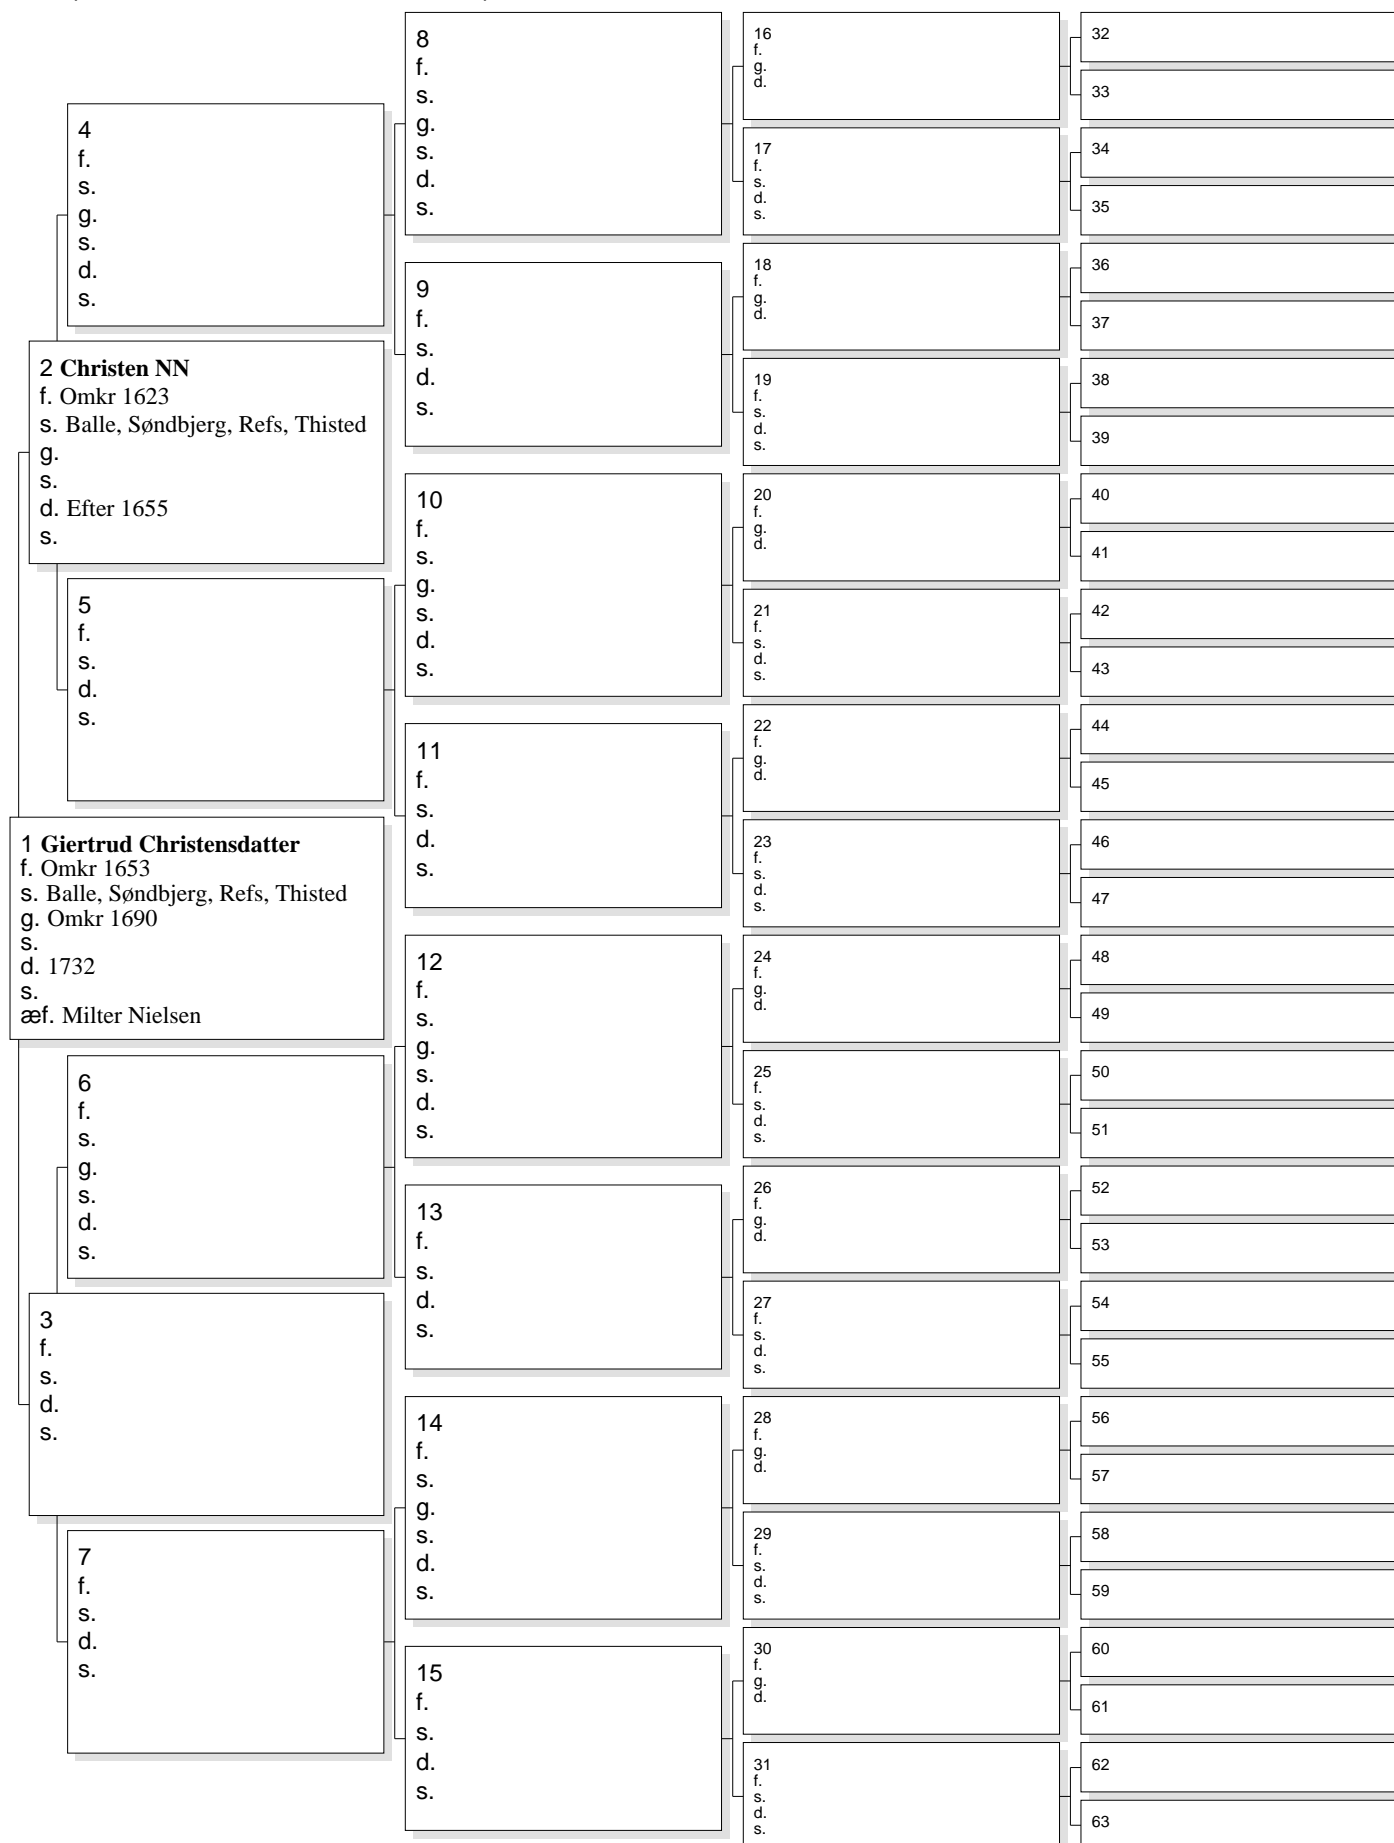 4
f.
s.
g.
s.
d.
s.
2 Christen NN
f. Omkr 1623
s. Balle, Søndbjerg, Refs, Thisted
g.
s.
d. Efter 1655
s.
5
f.
s.
d.
s.
1 Giertrud Christensdatter
f. Omkr 1653
s. Balle, Søndbjerg, Refs, Thisted
g. Omkr 1690
s.
d. 1732
s.
æf. Milter Nielsen
6
f.
s.
g.
s.
d.
s.
3
f.
s.
d.
s.
7
f.
s.
d.
s.
8
f.
s.
g.
s.
d.
s.
9
f.
s.
d.
s.
10
f.
s.
g.
s.
d.
s.
11
f.
s.
d.
s.
12
f.
s.
g.
s.
d.
s.
13
f.
s.
d.
s.
14
f.
s.
g.
s.
d.
s.
15
f.
s.
d.
s.
16
f.
g.
d.
17
f.
s.
d.
s.
18
f.
g.
d.
19
f.
s.
d.
s.
20
f.
g.
d.
21
f.
s.
d.
s.
22
f.
g.
d.
23
f.
s.
d.
s.
24
f.
g.
d.
25
f.
s.
d.
s.
26
f.
g.
d.
27
f.
s.
d.
s.
28
f.
g.
d.
29
f.
s.
d.
s.
30
f.
g.
d.
31
f.
s.
d.
s.
32
33
34
35
36
37
38
39
40
41
42
43
44
45
46
47
48
49
50
51
52
53
54
55
56
57
58
59
60
61
62
63